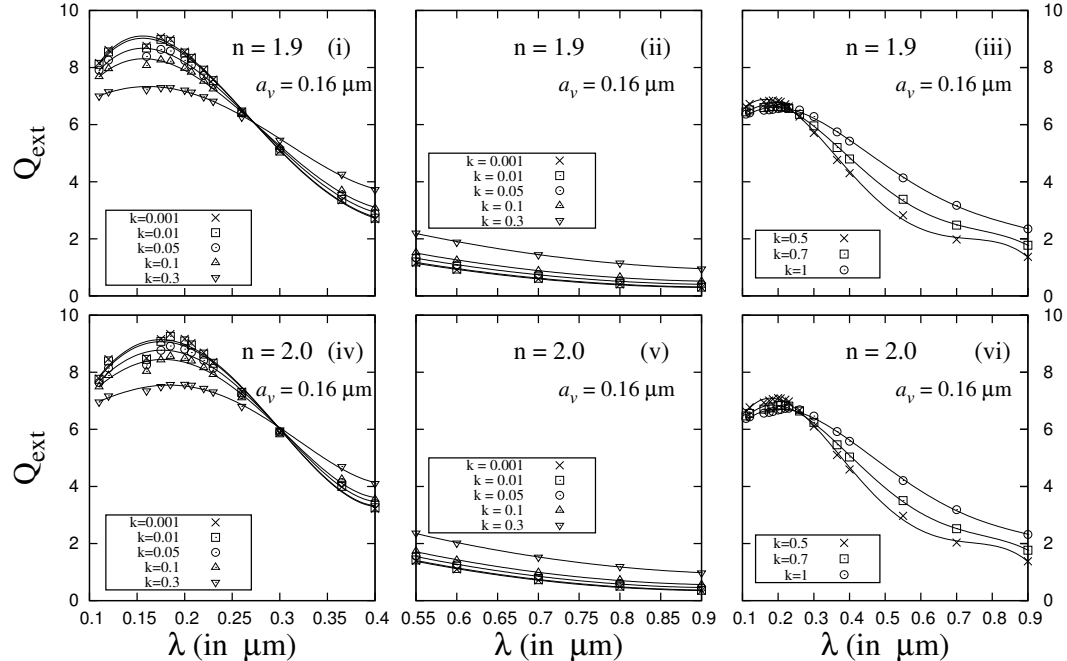 10
8
6
4
2
0
Q_ext
n = 1.9 (i)
a_v = 0.16 μm
k=0.001
k=0.01
k=0.05
k=0.1
k=0.3
n = 1.9 (ii)
a_v = 0.16 μm
k = 0.001
k = 0.01
k = 0.05
k = 0.1
k = 0.3
n = 1.9 (iii)
a_v = 0.16 μm
k=0.5
k=0.7
k=1
10
8
6
4
2
0
10
8
6
4
2
0
Q_ext
n = 2.0 (iv)
a_v = 0.16 μm
k=0.001
k=0.01
k=0.05
k=0.1
k=0.3
n = 2.0 (v)
a_v = 0.16 μm
k = 0.001
k = 0.01
k = 0.05
k = 0.1
k = 0.3
n = 2.0 (vi)
a_v = 0.16 μm
k=0.5
k=0.7
k=1
10
8
6
4
2
0
0.1 0.15 0.2 0.25 0.3 0.35 0.4
0.55 0.6 0.65 0.7 0.75 0.8 0.85 0.9
0.1 0.2 0.3 0.4 0.5 0.6 0.7 0.8 0.9
λ (in μm)
λ (in μm)
λ (in μm)